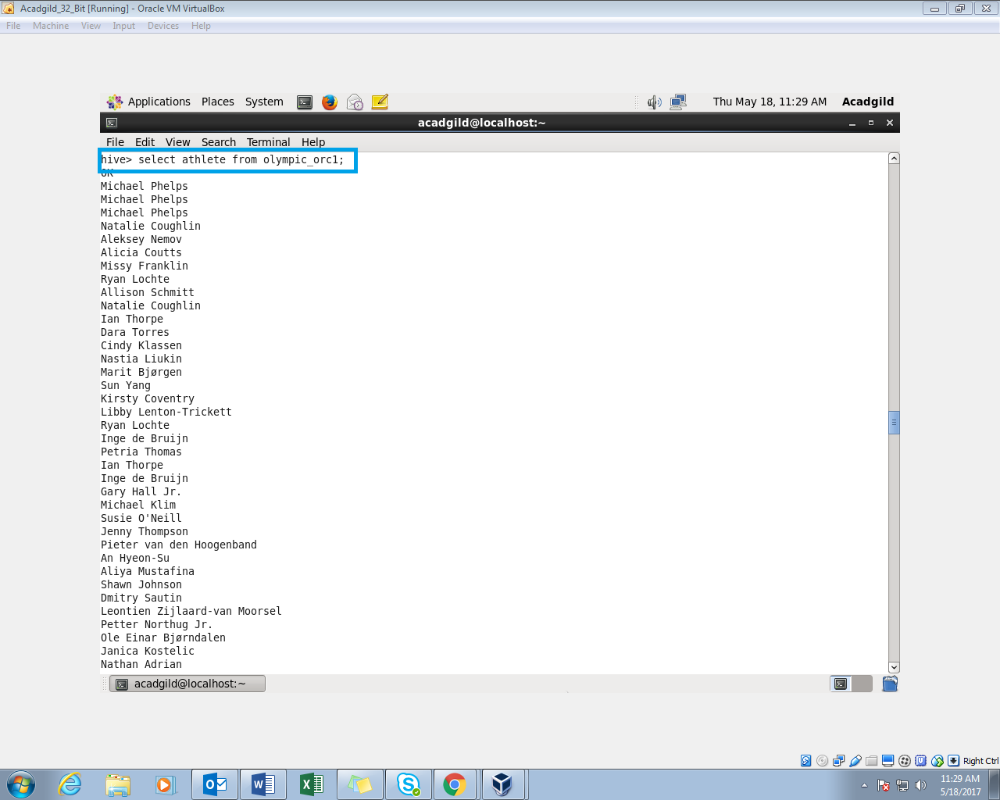 Acadgild_32_Bit [Running] - Oracle VM VirtualBox
File Machine View Input Devices Help
Applications Places System Thu May 18, 11:29 AM Acadgild
acadgild@localhost:~
File Edit View Search Terminal Help
hive> select athlete from olympic_orc1;
OK
Michael Phelps
Michael Phelps
Michael Phelps
Natalie Coughlin
Aleksey Nemov
Alicia Coutts
Missy Franklin
Ryan Lochte
Allison Schmitt
Natalie Coughlin
Ian Thorpe
Dara Torres
Cindy Klassen
Nastia Liukin
Marit Bjørgen
Sun Yang
Kirsty Coventry
Libby Lenton-Trickett
Ryan Lochte
Inge de Bruijn
Petria Thomas
Ian Thorpe
Inge de Bruijn
Gary Hall Jr.
Michael Klim
Susie O'Neill
Jenny Thompson
Pieter van den Hoogenband
An Hyeon-Su
Aliya Mustafina
Shawn Johnson
Dmitry Sautin
Leontien Zijlaard-van Moorsel
Petter Northug Jr.
Ole Einar Bjørndalen
Janica Kostelic
Nathan Adrian
acadgild@localhost:~
Right Ctrl
11:29 AM
5/18/2017